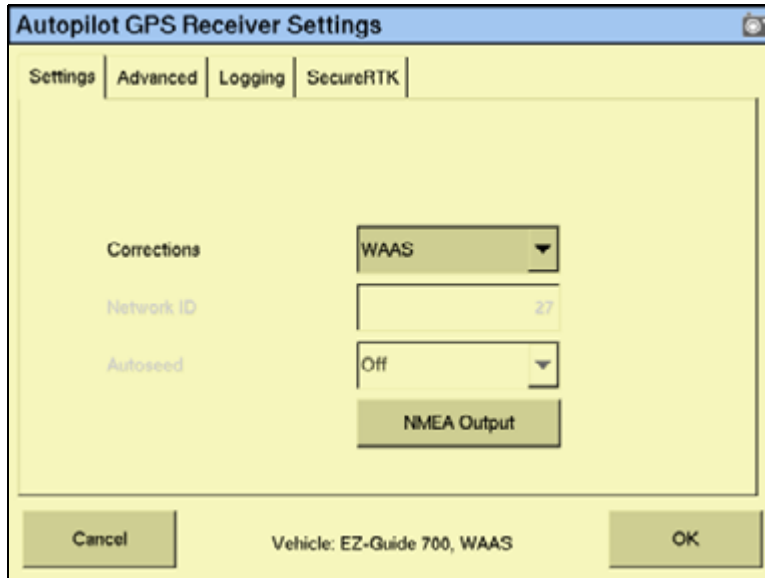 Autopilot GPS Receiver Settings
Settings Advanced Logging SecureRTK
Corrections WAAS
Network ID 27
Autoseed Off
NMEA Output
Cancel Vehicle: EZ-Guide 700, WAAS OK